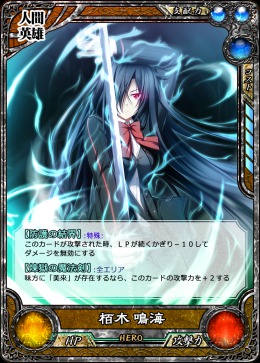 人間
英雄
【防護の結界】:特殊:
このカードが攻撃された時、ＬＰが続くかぎり－１０して
ダメージを無効にする
【煉獄の魔法剣】:全エリア
味方に「美来」が存在するなら、このカードの攻撃力を＋２する
栢木 鳴海
HP
HERO
攻撃力